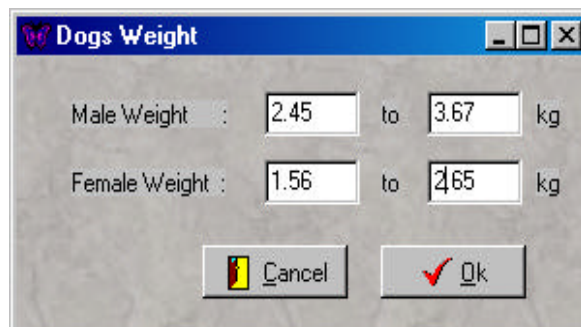 Dogs Weight
Male Weight : 2.45 to 3.67 kg
Female Weight : 1.56 to 2.65 kg
Cancel Ok